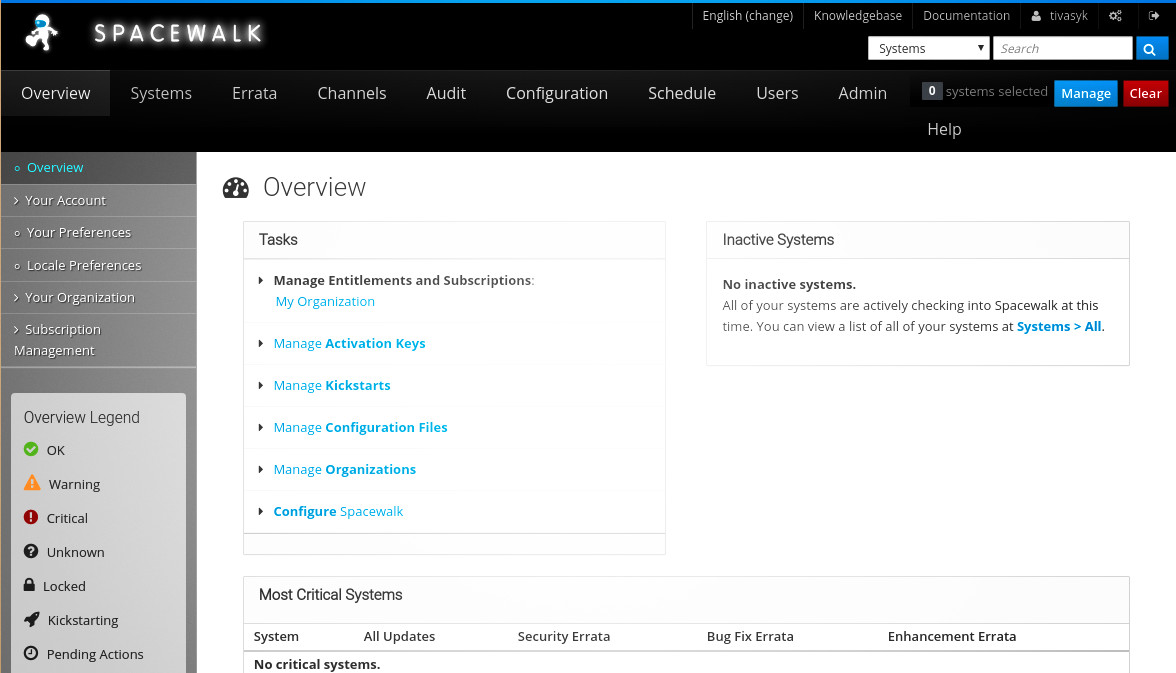 SPACEWALK
English (change) Knowledgebase Documentation tivasyk
Systems Search
Overview Systems Errata Channels Audit Configuration Schedule Users Admin 0 systems selected Manage Clear
Help
Overview
Your Account
Your Preferences
Locale Preferences
Your Organization
Subscription
Management
Overview Legend
OK
Warning
Critical
Unknown
Locked
Kickstarting
Pending Actions
Overview
Tasks
Manage Entitlements and Subscriptions:
My Organization
Manage Activation Keys
Manage Kickstarts
Manage Configuration Files
Manage Organizations
Configure Spacewalk
Inactive Systems
No inactive systems.
All of your systems are actively checking into Spacewalk at this
time. You can view a list of all of your systems at Systems > All.
Most Critical Systems
System All Updates Security Errata Bug Fix Errata Enhancement Errata
No critical systems.